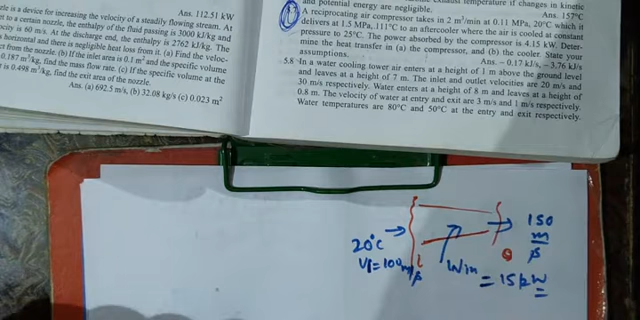 Ans. 112.51 kW
zle is a device for increasing the velocity of a steadily flowing stream. At
t to a certain nozzle, the enthalpy of the fluid passing is 3000 kJ/kg and
ocity is 60 m/s. At the discharge end, the enthalpy is 2762 kJ/kg. The
s horizontal and there is negligible heat loss from it. (a) Find the veloc-
ct from the nozzle. (b) If the inlet area is 0.1 m² and the specific volume
0.187 m³/kg, find the mass flow rate. (c) If the specific volume at the
t is 0.498 m³/kg, find the exit area of the nozzle.
Ans. (a) 692.5 m/s, (b) 32.08 kg/s (c) 0.023 m²
temperature if changes in kinetic
and potential energy are negligible.
Ans. 157°C
A reciprocating air compressor takes in 2 m³/min at 0.11 MPa, 20°C which it
delivers at 1.5 MPa, 111°C to an aftercooler where the air is cooled at constant
pressure to 25°C. The power absorbed by the compressor is 4.15 kW. Deter-
mine the heat transfer in (a) the compressor, and (b) the cooler. State your
assumptions.
Ans. – 0.17 kJ/s, – 3.76 kJ/s
5.8 In a water cooling tower air enters at a height of 1 m above the ground level
and leaves at a height of 7 m. The inlet and outlet velocities are 20 m/s and
30 m/s respectively. Water enters at a height of 8 m and leaves at a height of
0.8 m. The velocity of water at entry and exit are 3 m/s and 1 m/s respectively.
Water temperatures are 80°C and 50°C at the entry and exit respectively.
150
m
20°C
V1=100m/s
Win
= 15kW